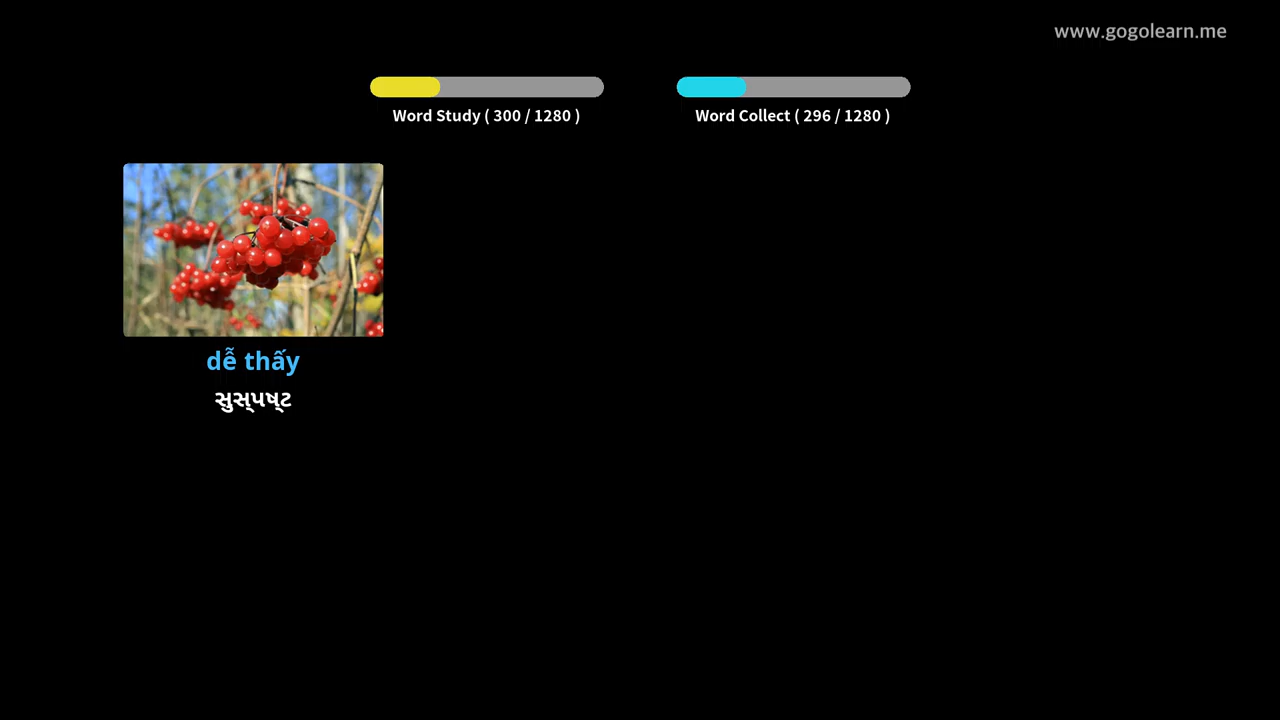 www.gogolearn.me
Word Study ( 300 / 1280 )
Word Collect ( 296 / 1280 )
dễ thấy
સુસ્પષ્ટ